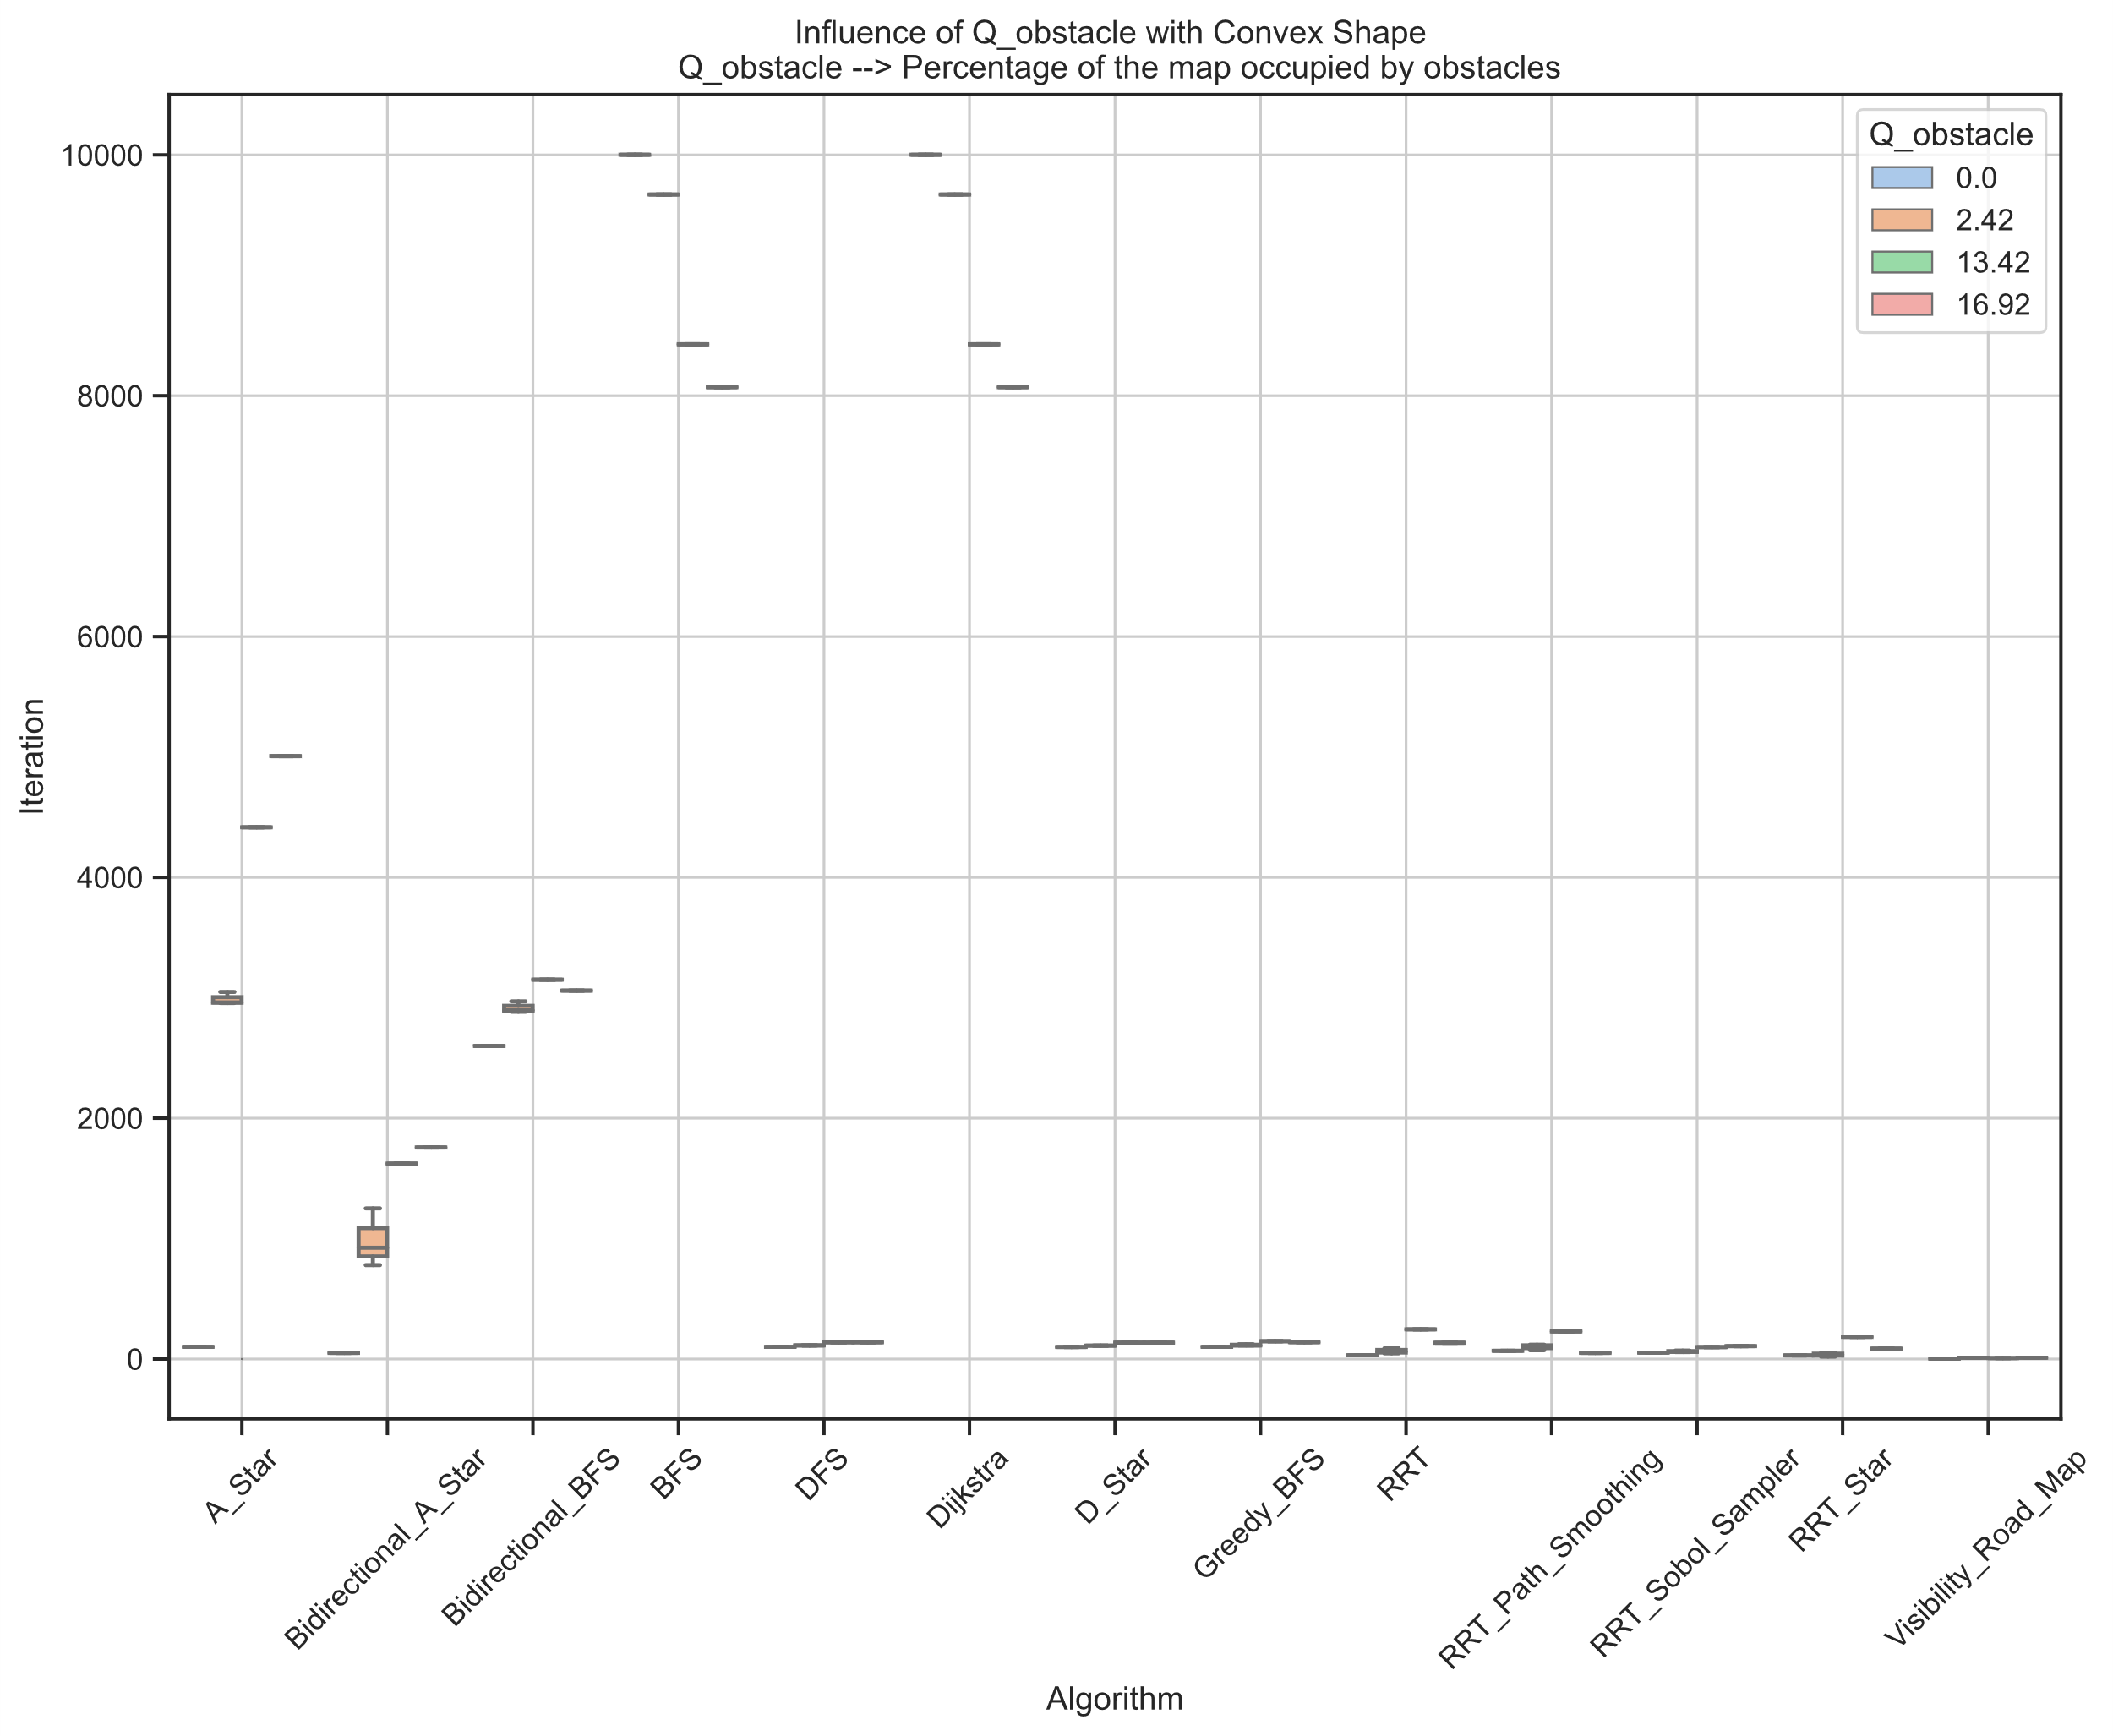 Influence of Q_obstacle with Convex Shape
Q_obstacle --> Percentage of the map occupied by obstacles
Q_obstacle
0.0
2.42
13.42
16.92
10000
8000
6000
4000
2000
0
Iteration
A_Star
Bidirectional_A_Star
Bidirectional_BFS
BFS
DFS
Dijkstra
D_Star
Greedy_BFS
RRT
RRT_Path_Smoothing
RRT_Sobol_Sampler
RRT_Star
Visibility_Road_Map
Algorithm